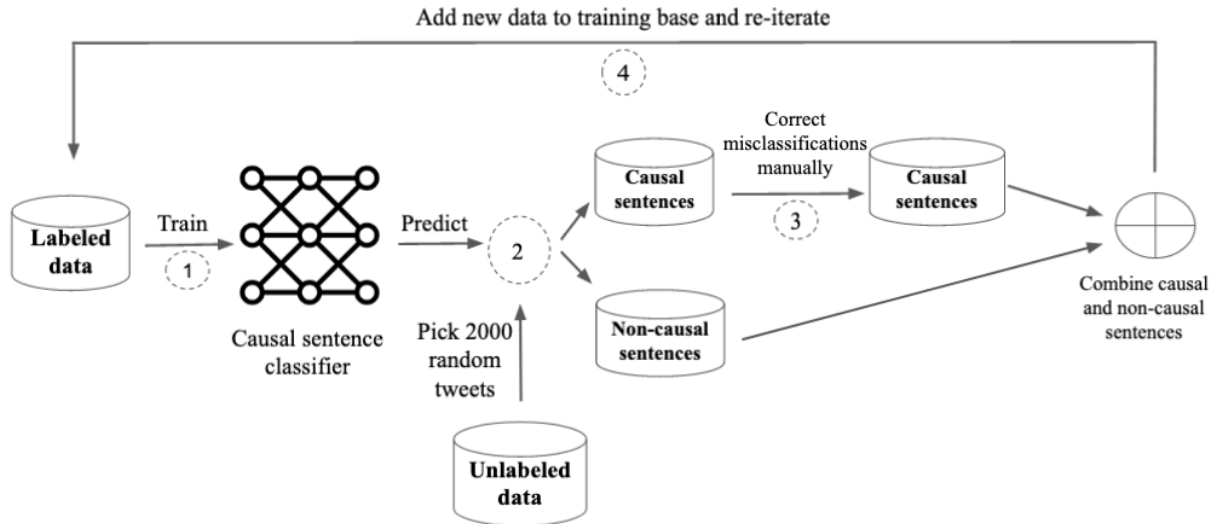 Add new data to training base and re-iterate
4
Labeled
data
Train
1
Causal sentence
classifier
Predict
2
Pick 2000
random
tweets
Unlabeled
data
Causal
sentences
Non-causal
sentences
Correct
misclassifications
manually
3
Causal
sentences
Combine causal
and non-causal
sentences